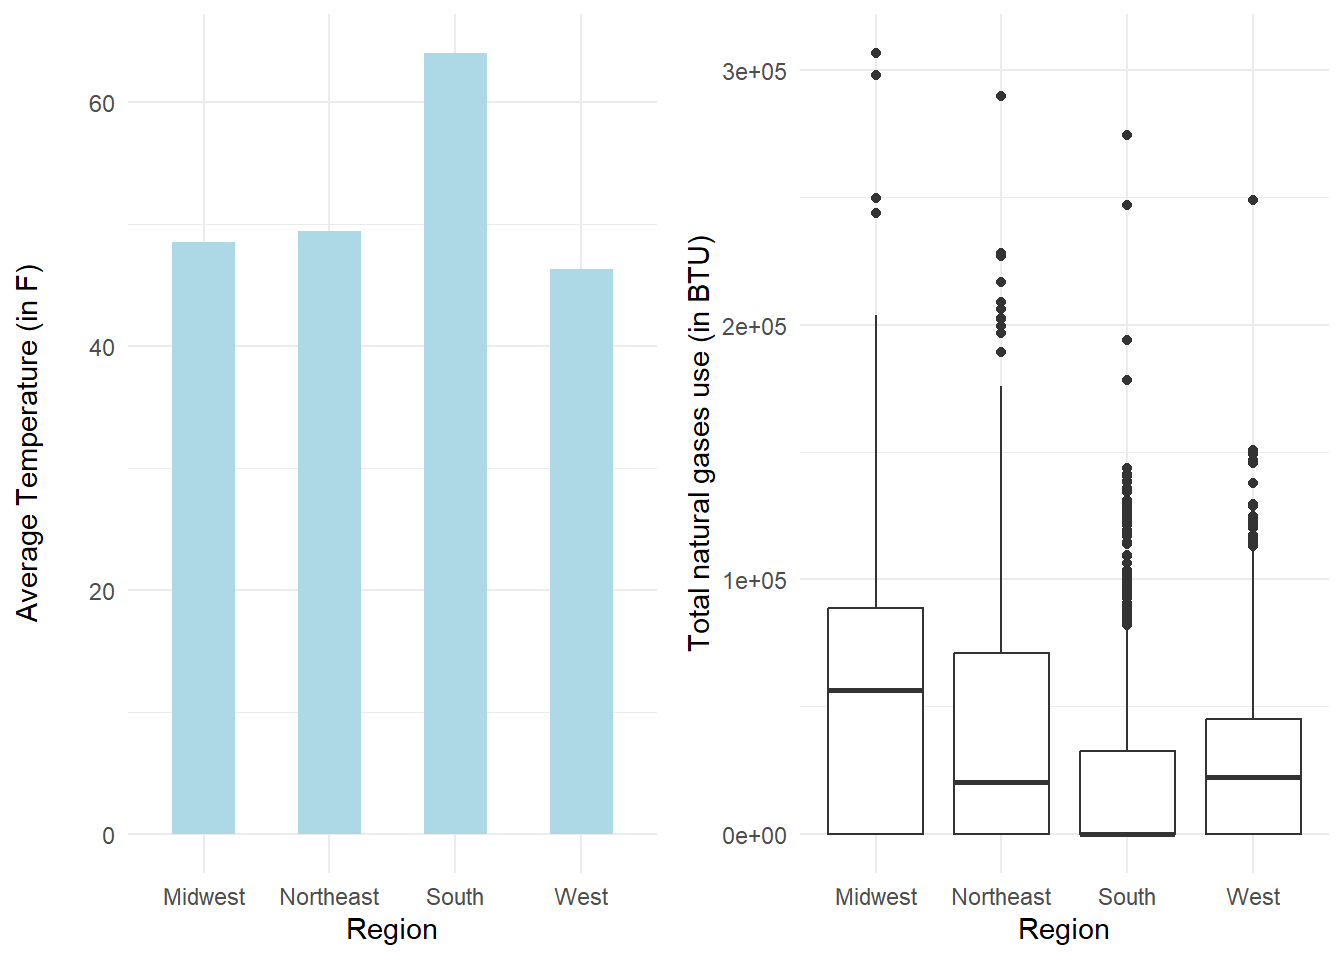 Average Temperature (in F)
60
40
20
0
Midwest Northeast South West
Region
Total natural gases use (in BTU)
3e+05
2e+05
1e+05
0e+00
Midwest Northeast South West
Region